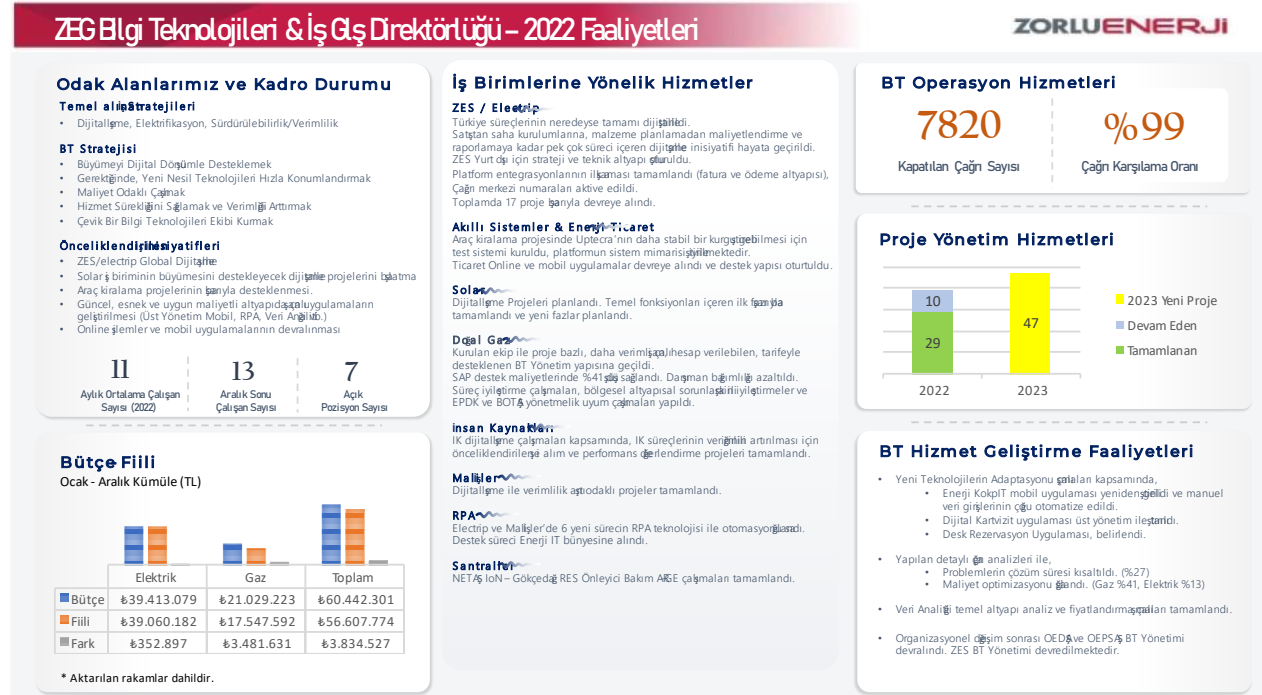 ZEG Bilgi Teknolojileri & İş Glş Direktörlüğü – 2022 Faaliyetleri
ZORLUENERJi
Odak Alanlarımız ve Kadro Durumu
Temel
Stratejileri
• Dijitalleşme, Elektrifikasyon, Sürdürülebilirlik/Verimlilik
BT Stratejisi
• Büyümeyi Dijital Dönüşümle Desteklemek
• Gerektiğinde, Yeni Nesil Teknolojileri Hızla Konumlandırmak
• Maliyet Odaklı Çalışmak
• Hizmet Sürekliliğini Sağlamak ve Verimliliği Arttırmak
• Çevik Bir Bilgi Teknolojileri Ekibi Kurmak
• ZES/electrip Global Dijitalleşme
• Solar iş biriminin büyümesini destekleyecek dijitalleşme projelerini başlatma
• Araç kiralama projelerinin başarıyla desteklenmesi.
• Güncel, esnek ve uygun maliyetli altyapıda uygulamaların
geliştirilmesi (Üst Yönetim Mobil, RPA, Veri Analitiği vb.)
• Online işlemler ve mobil uygulamalarının devralınması
11
Aylık Ortalama Çalışan
Sayısı (2022)
13
Aralık Sonu
Çalışan Sayısı
7
Açık
Pozisyon Sayısı
Bütçe-Fiili
Ocak - Aralık Kümüle (TL)
Elektrik Gaz Toplam
Bütçe ₺39.413.079 ₺21.029.223 ₺60.442.301
Fiili ₺39.060.182 ₺17.547.592 ₺56.607.774
Fark ₺352.897 ₺3.481.631 ₺3.834.527
* Aktarılan rakamlar dahildir.
İş Birimlerine Yönelik Hizmetler
ZES / Electrip
Türkiye süreçlerinin neredeyse tamamı dijitalleştirildi.
Satıştan saha kurulumlarına, malzeme planlamadan maliyetlendirme ve
raporlamaya kadar pek çok süreci içeren dijitalleşme inisiyatifi hayata geçirildi.
ZES Yurt dışı için strateji ve teknik altyapı oluşturuldu.
Platform entegrasyonlarının ilk aşaması tamamlandı (fatura ve ödeme altyapısı),
Çağrı merkezi numaraları aktive edildi.
Toplamda 17 proje başarıyla devreye alındı.
Akıllı Sistemler & Enerji Ticaret
Araç kiralama projesinde Uptecra’nın daha stabil bir kurguya için
test sistemi kuruldu, platformun sistem mimarisi iyileştirilmektedir.
Ticaret Online ve mobil uygulamalar devreye alındı ve destek yapısı oturtuldu.
Solar
Dijitalleşme Projeleri planlandı. Temel fonksiyonları içeren ilk faz başarıyla
tamamlandı ve yeni fazlar planlandı.
Doğal Gaz
Kurulan ekip ile proje bazlı, daha verimli çalışan, hesap verilebilen, tarifeyle
desteklenen BT Yönetim yapısına geçildi.
SAP destek maliyetlerinde %41 düşüş sağlandı. Danışman bağımlılığı azaltıldı.
Süreç iyileştirme çalışmaları, bölgesel altyapısal sorunlara iyileştirmeler ve
EPDK ve BOTAŞ yönetmelik uyum çalışmaları yapıldı.
İnsan Kaynakları
IK dijitalleşme çalışmaları kapsamında, IK süreçlerinin verimliliğinin artırılması için
önceliklendirilen işe alım ve performans değerlendirme projeleri tamamlandı.
Mali İşler
Dijitalleşme ile verimlilik artışı odaklı projeler tamamlandı.
RPA
Electrip ve Mali İşler’de 6 yeni sürecin RPA teknolojisi ile otomasyonu sağlandı.
Destek süreci Enerji IT bünyesine alındı.
Santraller
NETAŞ IoN – Gökçedağ RES Önleyici Bakım AR-GE çalışmaları tamamlandı.
BT Operasyon Hizmetleri
7820
Kapatılan Çağrı Sayısı
%99
Çağrı Karşılama Oranı
Proje Yönetim Hizmetleri
10
29
47
2022 2023
2023 Yeni Proje
Devam Eden
Tamamlanan
BT Hizmet Geliştirme Faaliyetleri
• Yeni Teknolojilerin Adaptasyonu çalışmaları kapsamında,
• Enerji KokpIT mobil uygulaması yeniden geliştirildi ve manuel
veri girişlerinin çoğu otomatize edildi.
• Dijital Kartvizit uygulaması üst yönetim ile paylaşıldı.
• Desk Rezervasyon Uygulaması, belirlendi.
• Yapılan detaylı çağrı analizleri ile,
• Problemlerin çözüm süresi kısaltıldı. (%27)
• Maliyet optimizasyonu sağlandı. (Gaz %41, Elektrik %13)
• Veri Analitiği temel altyapı analiz ve fiyatlandırma çalışmaları tamamlandı.
• Organizasyonel değişim sonrası OEDAŞ ve OEPSAŞ BT Yönetimi
devralındı. ZES BT Yönetimi devredilmektedir.